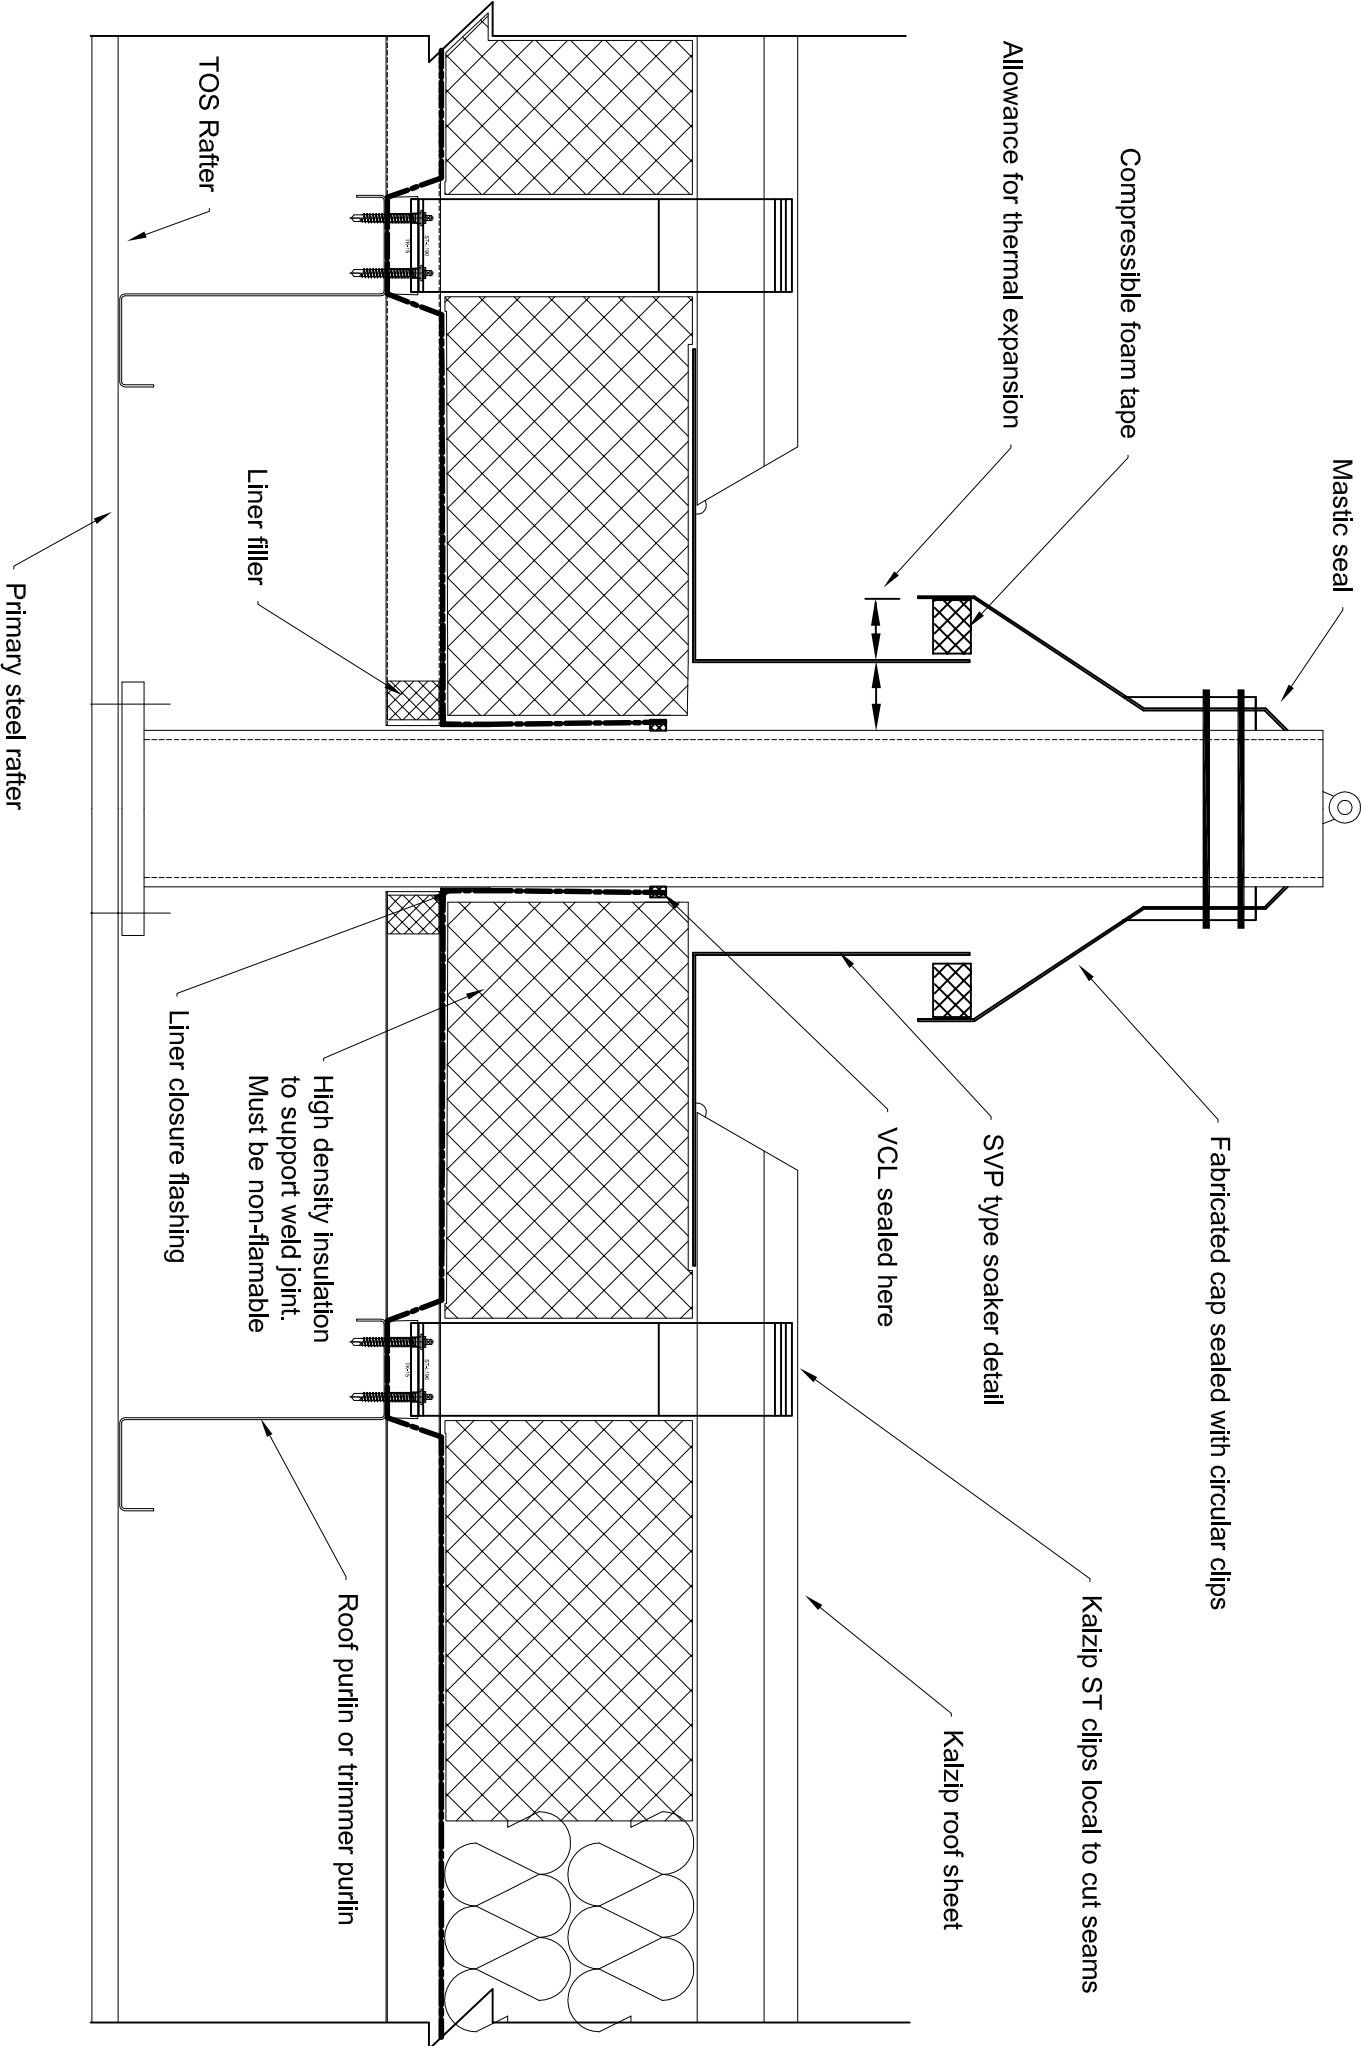 Mastic seal
Compressible foam tape
Allowance for thermal expansion
Fabricated cap sealed with circular clips
Kalzip ST clips local to cut seams
SVP type soaker detail
Kalzip roof sheet
VCL sealed here
High density insulation
to support weld joint.
Must be non-flamable
Roof purlin or trimmer purlin
Liner filler
TOS Rafter
Liner closure flashing
Primary steel rafter